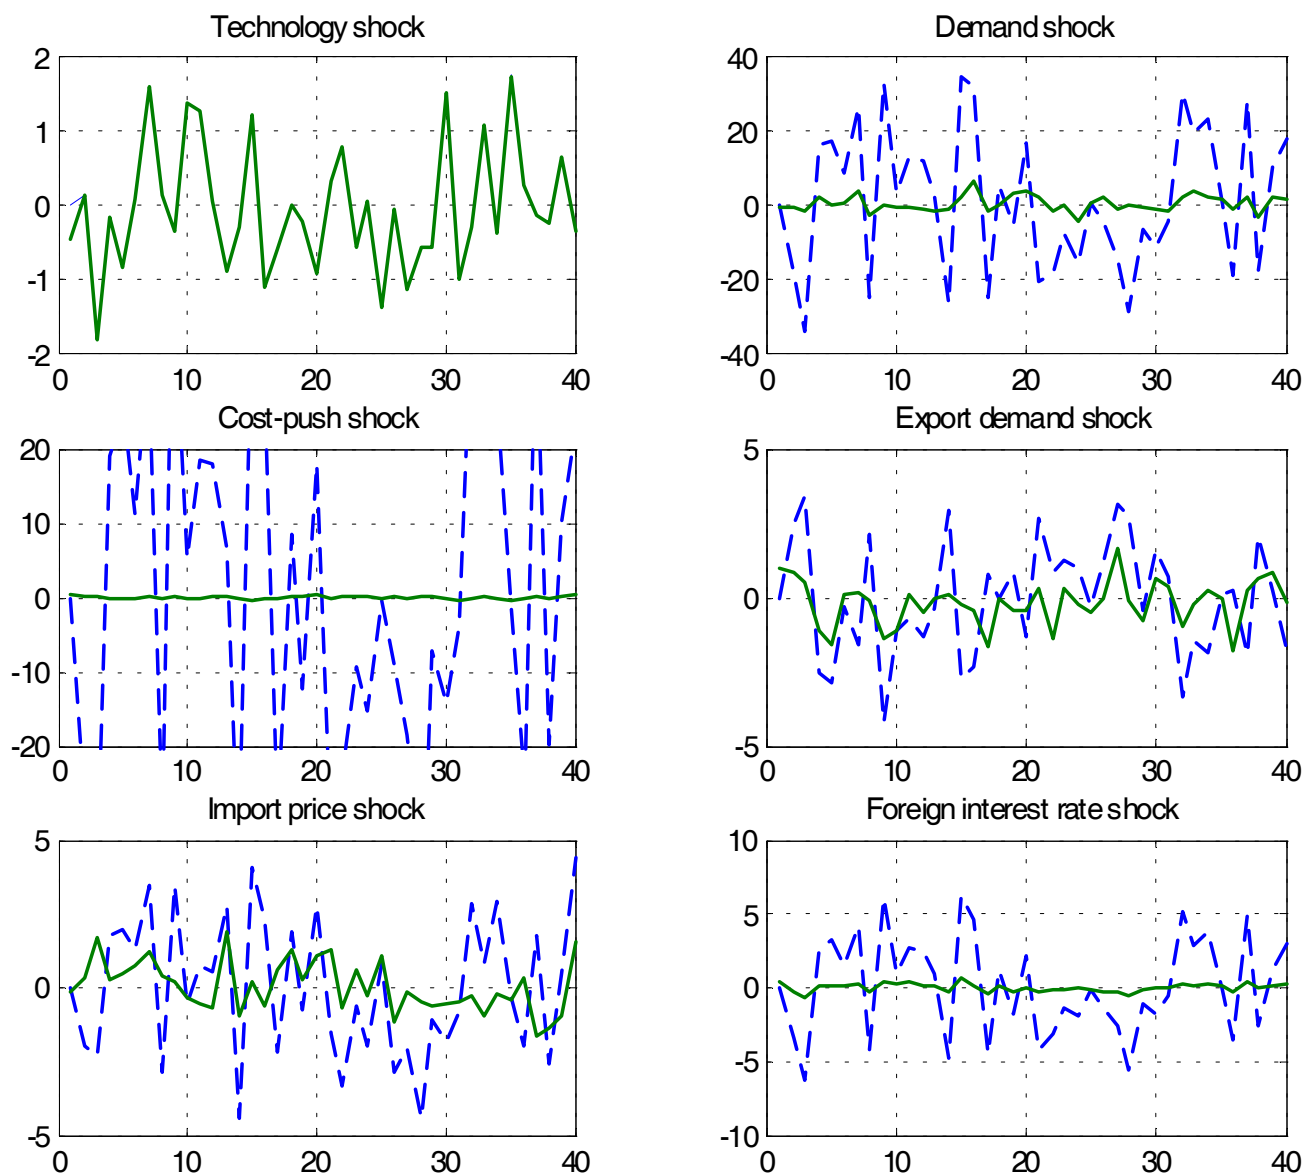 Technology shock
2
1
0
-1
-2
0 10 20 30 40
Demand shock
40
20
0
-20
-40
0 10 20 30 40
Cost-push shock
20
10
0
-10
-20
0 10 20 30 40
Export demand shock
5
0
-5
0 10 20 30 40
Import price shock
5
0
-5
0 10 20 30 40
Foreign interest rate shock
10
5
0
-5
-10
0 10 20 30 40